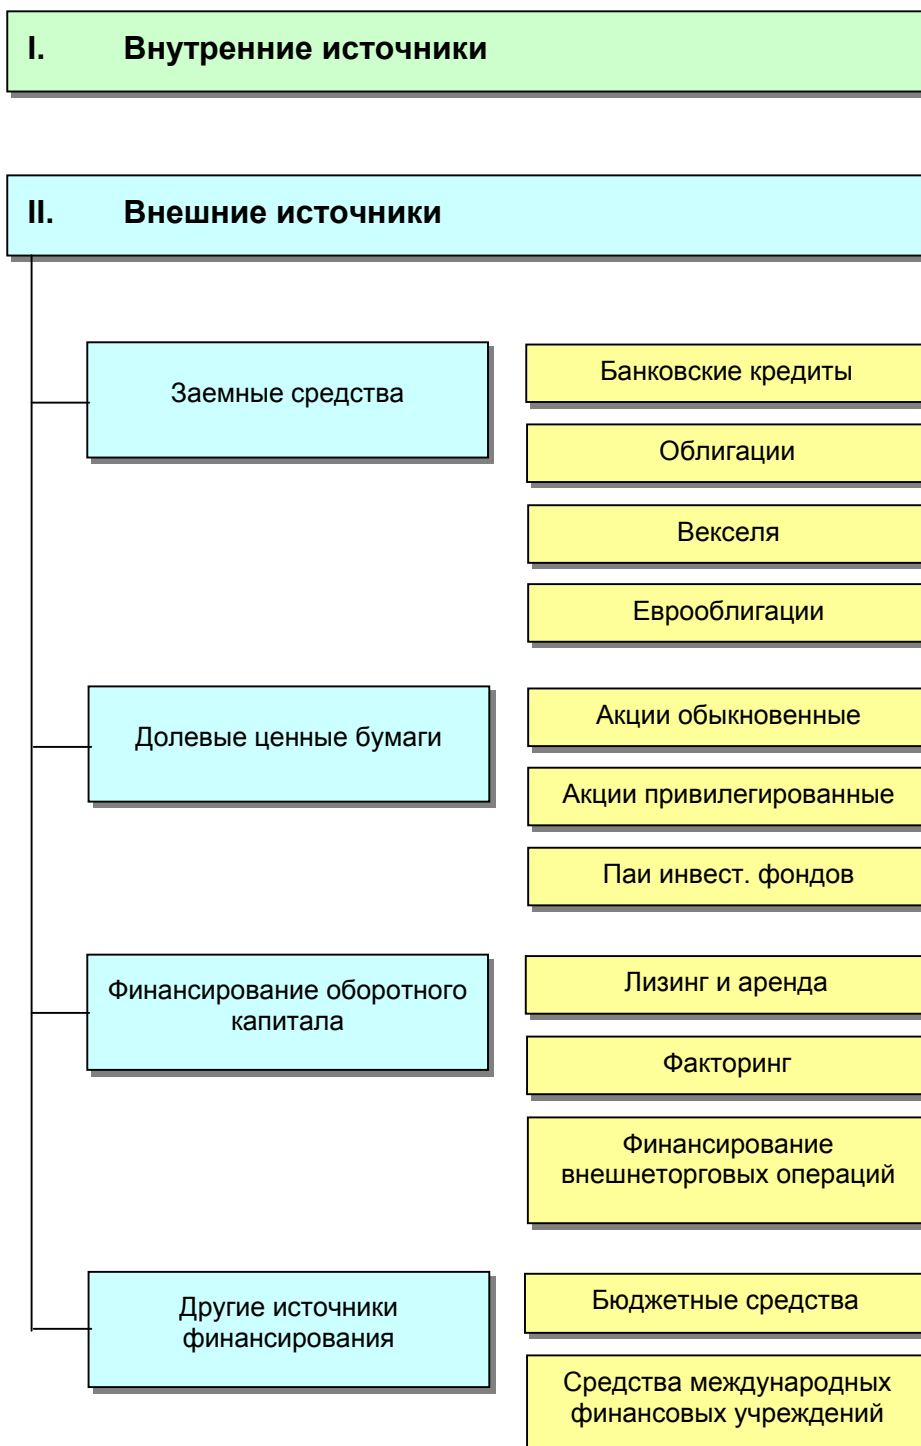 I. Внутренние источники
II. Внешние источники
Заемные средства
Банковские кредиты
Облигации
Векселя
Еврооблигации
Долевые ценные бумаги
Акции обыкновенные
Акции привилегированные
Паи инвест. фондов
Финансирование оборотного
капитала
Лизинг и аренда
Факторинг
Финансирование
внешнеторговых операций
Другие источники
финансирования
Бюджетные средства
Средства международных
финансовых учреждений